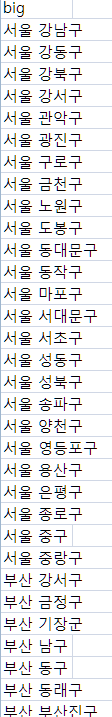 big
서울 강남구
서울 강동구
서울 강북구
서울 강서구
서울 관악구
서울 광진구
서울 구로구
서울 금천구
서울 노원구
서울 도봉구
서울 동대문구
서울 동작구
서울 마포구
서울 서대문구
서울 서초구
서울 성동구
서울 성북구
서울 송파구
서울 양천구
서울 영등포구
서울 용산구
서울 은평구
서울 종로구
서울 중구
서울 중랑구
부산 강서구
부산 금정구
부산 기장군
부산 남구
부산 동구
부산 동래구
부산 부산진구